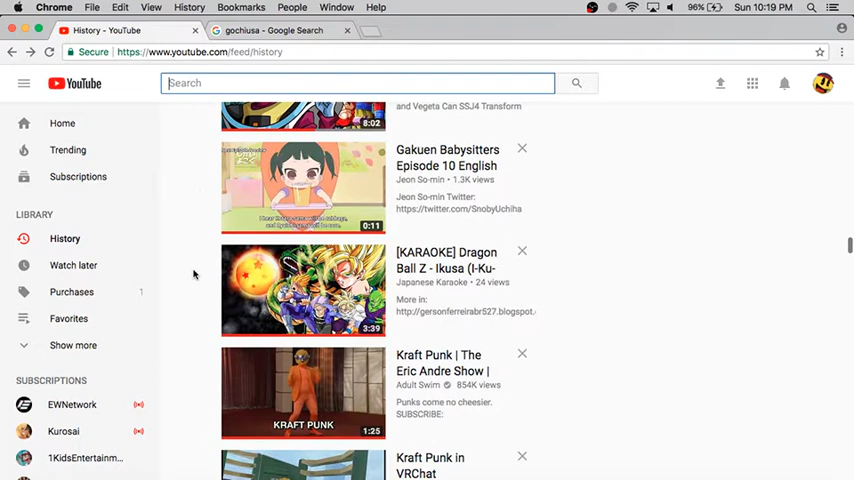 Chrome File Edit View History Bookmarks People Window Help 96% Sun 10:19 PM
History - YouTube gochiusa - Google Search
Secure https://www.youtube.com/feed/history
YouTube Search
and Vegeta Can SSJ4 Transform
8:02
Home
Trending
Subscriptions
LIBRARY
History
Watch later
Purchases 1
Favorites
Show more
SUBSCRIPTIONS
EWNetwork
Kurosai
1KidsEntertainm...
Gakuen Babysitters
Episode 10 English
Jeon So-min • 1.3K views
Jeon So-min Twitter:
https://twitter.com/SnobyUchiha
0:11
[KARAOKE] Dragon
Ball Z - Ikusa (I-Ku-
Japanese Karaoke • 24 views
More in:
http://gersonferreirabr527.blogspot.
3:39
Kraft Punk | The
Eric Andre Show |
Adult Swim 854K views
Punks come no cheesier.
SUBSCRIBE:
KRAFT PUNK
1:25
Kraft Punk in
VRChat